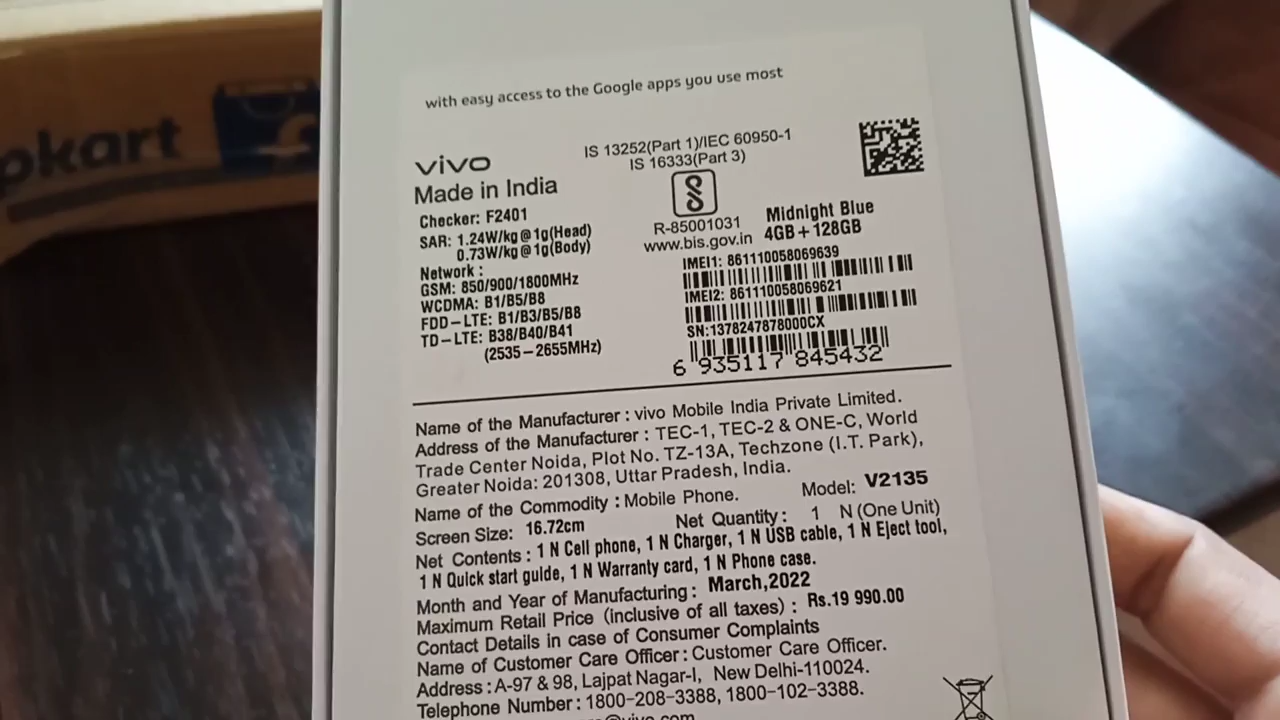 pkart
with easy access to the Google apps you use most
vivo
Made in India
Checker: F2401
SAR: 1.24W/kg@1g(Head)
0.73W/kg@1g(Body)
Network :
GSM: 850/900/1800MHz
WCDMA: B1/B5/B8
FDD-LTE: B1/B3/B5/B8
TD-LTE: B38/B40/B41
(2535-2655MHz)
IS 13252(Part 1)/IEC 60950-1
IS 16333(Part 3)
R-85001031
www.bis.gov.in
Midnight Blue
4GB+128GB
IMEI1: 861110058069639
IMEI2: 861110058069621
SN:1378247878000CX
6 935117 845432
Name of the Manufacturer : vivo Mobile India Private Limited.
Address of the Manufacturer : TEC-1, TEC-2 & ONE-C, World
Trade Center Noida, Plot No. TZ-13A, Techzone (I.T. Park),
Greater Noida: 201308, Uttar Pradesh, India.
Name of the Commodity : Mobile Phone. Model: V2135
Screen Size: 16.72cm Net Quantity: 1 N (One Unit)
Net Contents : 1 N Cell phone, 1 N Charger, 1 N USB cable, 1 N Eject tool,
1 N Quick start guide, 1 N Warranty card, 1 N Phone case.
Month and Year of Manufacturing: March,2022
Maximum Retail Price (inclusive of all taxes) : Rs.19 990.00
Contact Details in case of Consumer Complaints
Name of Customer Care Officer: Customer Care Officer.
Address : A-97 & 98, Lajpat Nagar-I, New Delhi-110024.
Telephone Number : 1800-208-3388, 1800-102-3388.